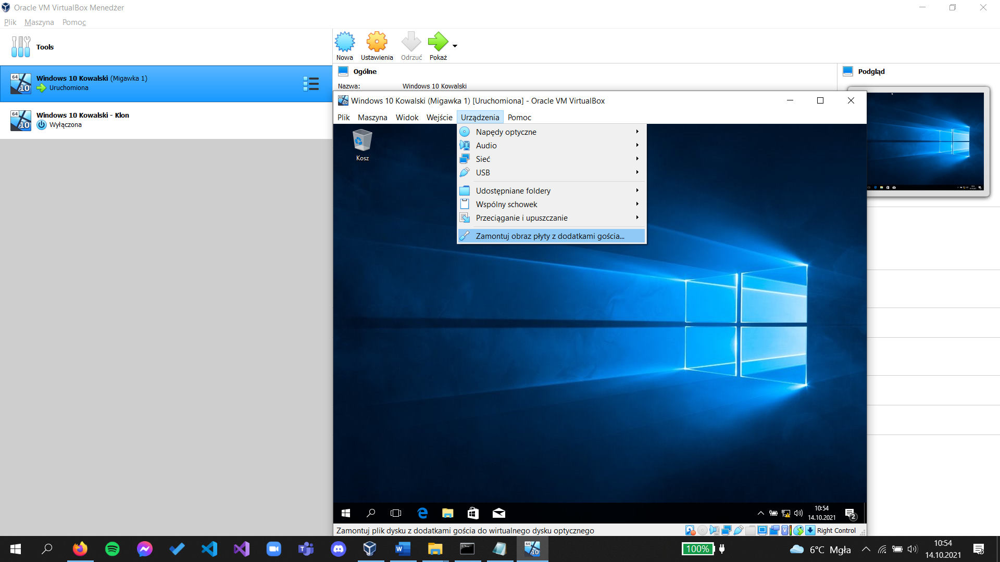 Oracle VM VirtualBox Menedżer
Plik Maszyna Pomoc
Tools
Windows 10 Kowalski (Migawka 1)
Uruchomiona
Windows 10 Kowalski - Klon
Wyłączona
Nowa Ustawienia Odrzuć Pokaż
Ogólne
Nazwa: Windows 10 Kowalski
Podgląd
Windows 10 Kowalski (Migawka 1) [Uruchomiona] - Oracle VM VirtualBox
Plik Maszyna Widok Wejście Urządzenia Pomoc
Kosz
Napędy optyczne
Audio
Sieć
USB
Udostępniane foldery
Wspólny schowek
Przeciąganie i upuszczanie
Zamontuj obraz płyty z dodatkami gościa...
10:54
14.10.2021
2
Zamontuj plik dysku z dodatkami gościa do wirtualnego dysku optycznego
Right Control
100%
6°C Mgła
10:54
14.10.2021